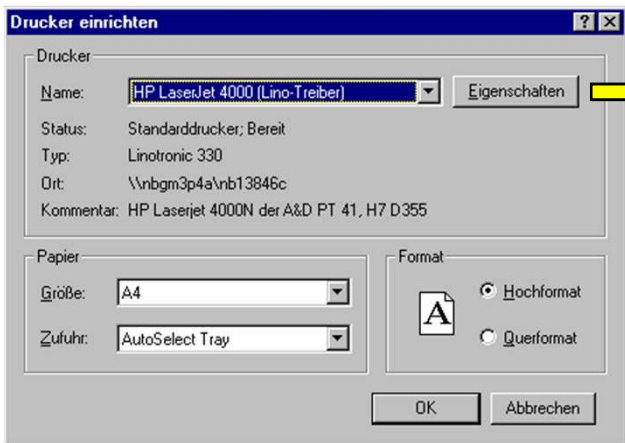 Drucker einrichten
Drucker
Name: HP LaserJet 4000 (Lino-Treiber) Eigenschaften
Status: Standarddrucker; Bereit
Typ: Linotronic 330
Ort: \\nbgm3p4a\nb13846c
Kommentar: HP Laserjet 4000N der A&D PT 41, H7 D355
Papier
Größe: A4
Zufuhr: AutoSelect Tray
Format
A
Hochformat
Querformat
OK Abbrechen